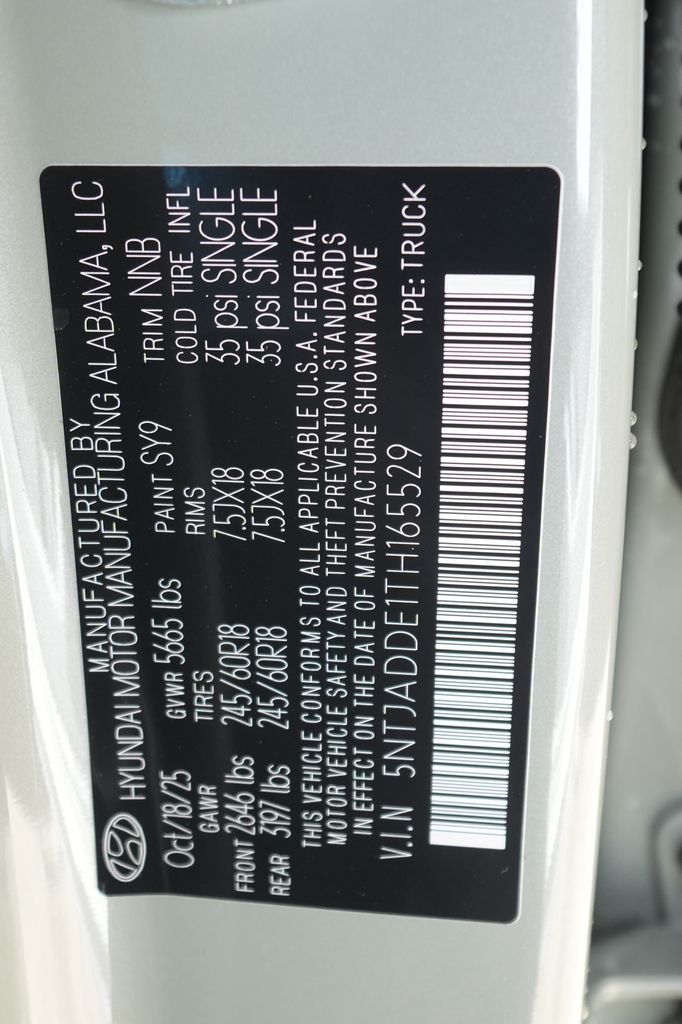 MANUFACTURED BY
HYUNDAI MOTOR MANUFACTURING ALABAMA, LLC
Oct/18/25 GVWR 5665 lbs PAINT SY9 TRIM NNB
GAWR TIRES RIMS COLD TIRE INFL
FRONT 2646 lbs 245/60R18 7.5JX18 35 psi SINGLE
REAR 3197 lbs 245/60R18 7.5JX18 35 psi SINGLE
THIS VEHICLE CONFORMS TO ALL APPLICABLE U.S.A. FEDERAL
MOTOR VEHICLE SAFETY AND THEFT PREVENTION STANDARDS
IN EFFECT ON THE DATE OF MANUFACTURE SHOWN ABOVE
V.I.N 5NTJADDE1TH165529 TYPE: TRUCK